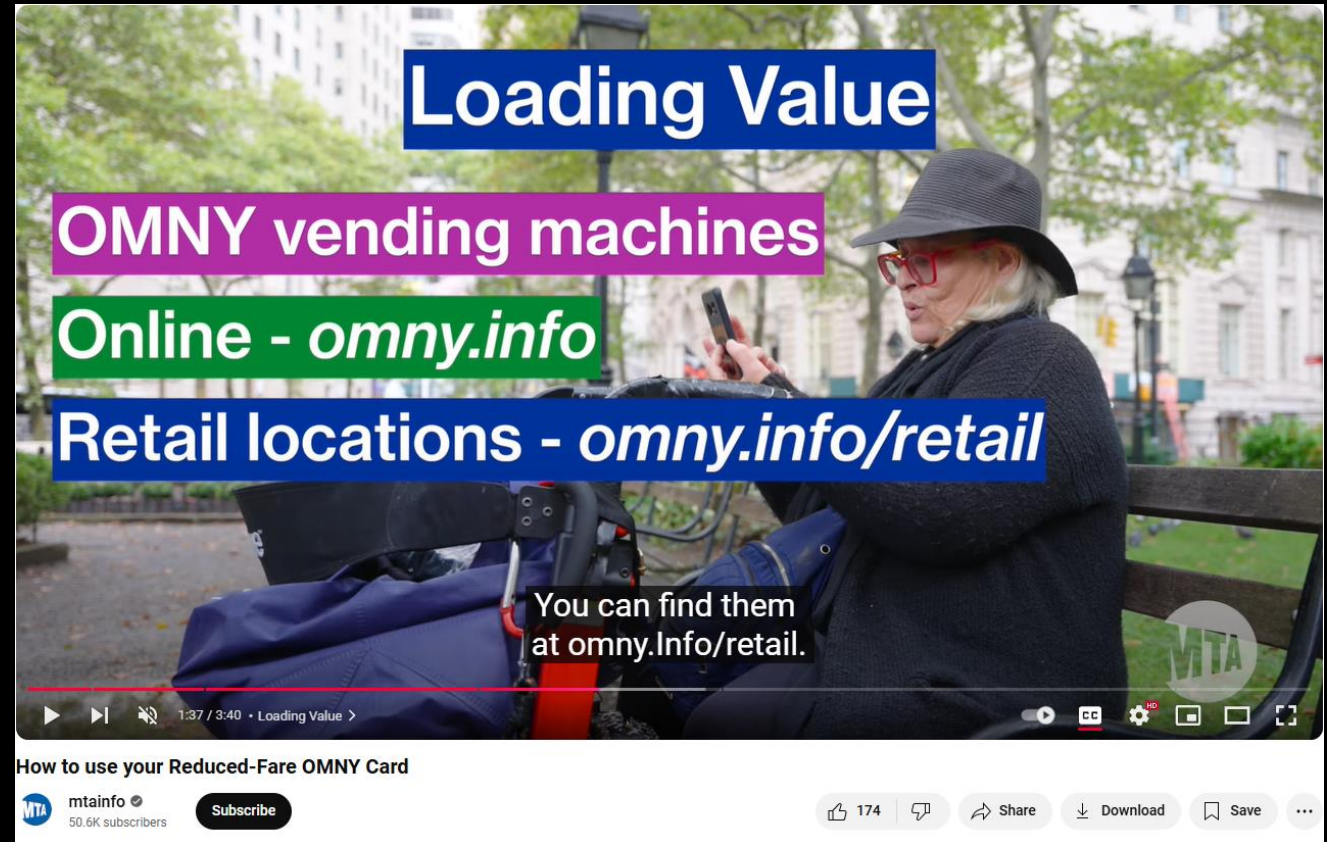 Loading Value
OMNY vending machines
Online - omny.info
Retail locations - omny.info/retail
You can find them
at omny.Info/retail.
MTA
1:37 / 3:40 • Loading Value >
CC
HD
How to use your Reduced-Fare OMNY Card
MTA
mtainfo
50.6K subscribers
Subscribe
174
Share
Download
Save
...